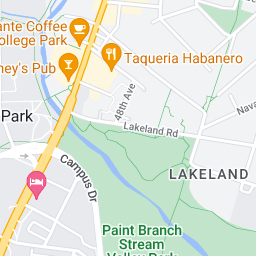 ante Coffee
ollege Park
ney's Pub
Taqueria Habanero
48th Ave
Nava
Park
Lakeland Rd
Campus Dr
LAKELAND
Paint Branch
Stream
Valley Park